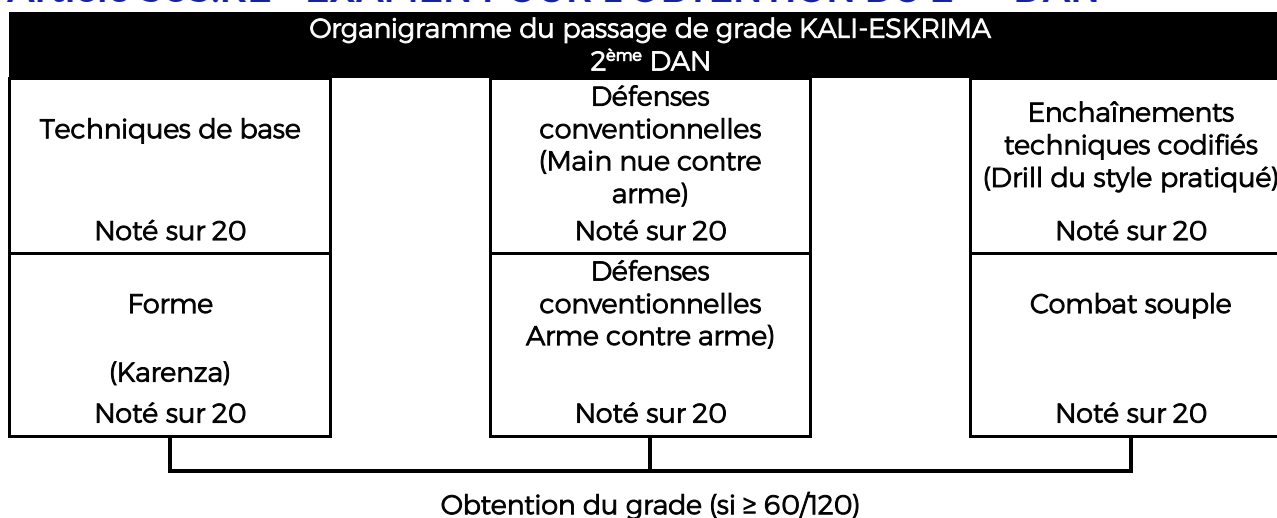 Organigramme du passage de grade KALI-ESKRIMA
2ème DAN
Techniques de base
Noté sur 20
Défenses
conventionnelles
(Main nue contre
arme)
Noté sur 20
Enchaînements
techniques codifiés
(Drill du style pratiqué)
Noté sur 20
Forme
(Karenza)
Noté sur 20
Défenses
conventionnelles
Arme contre arme)
Noté sur 20
Combat souple
Noté sur 20
Obtention du grade (si ≥ 60/120)